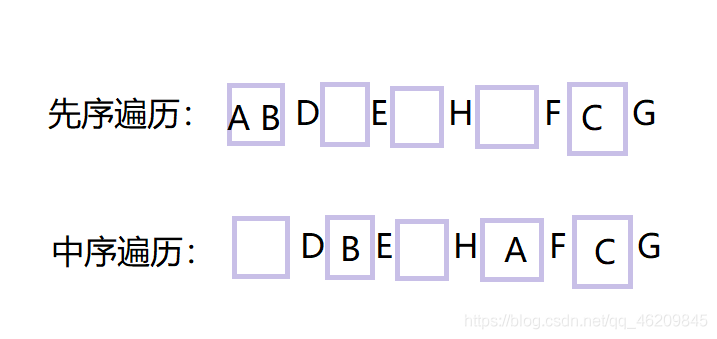 先序遍历： A B D E H F C G
中序遍历： D B E H A F C G
https://blog.csdn.net/qq_46209845